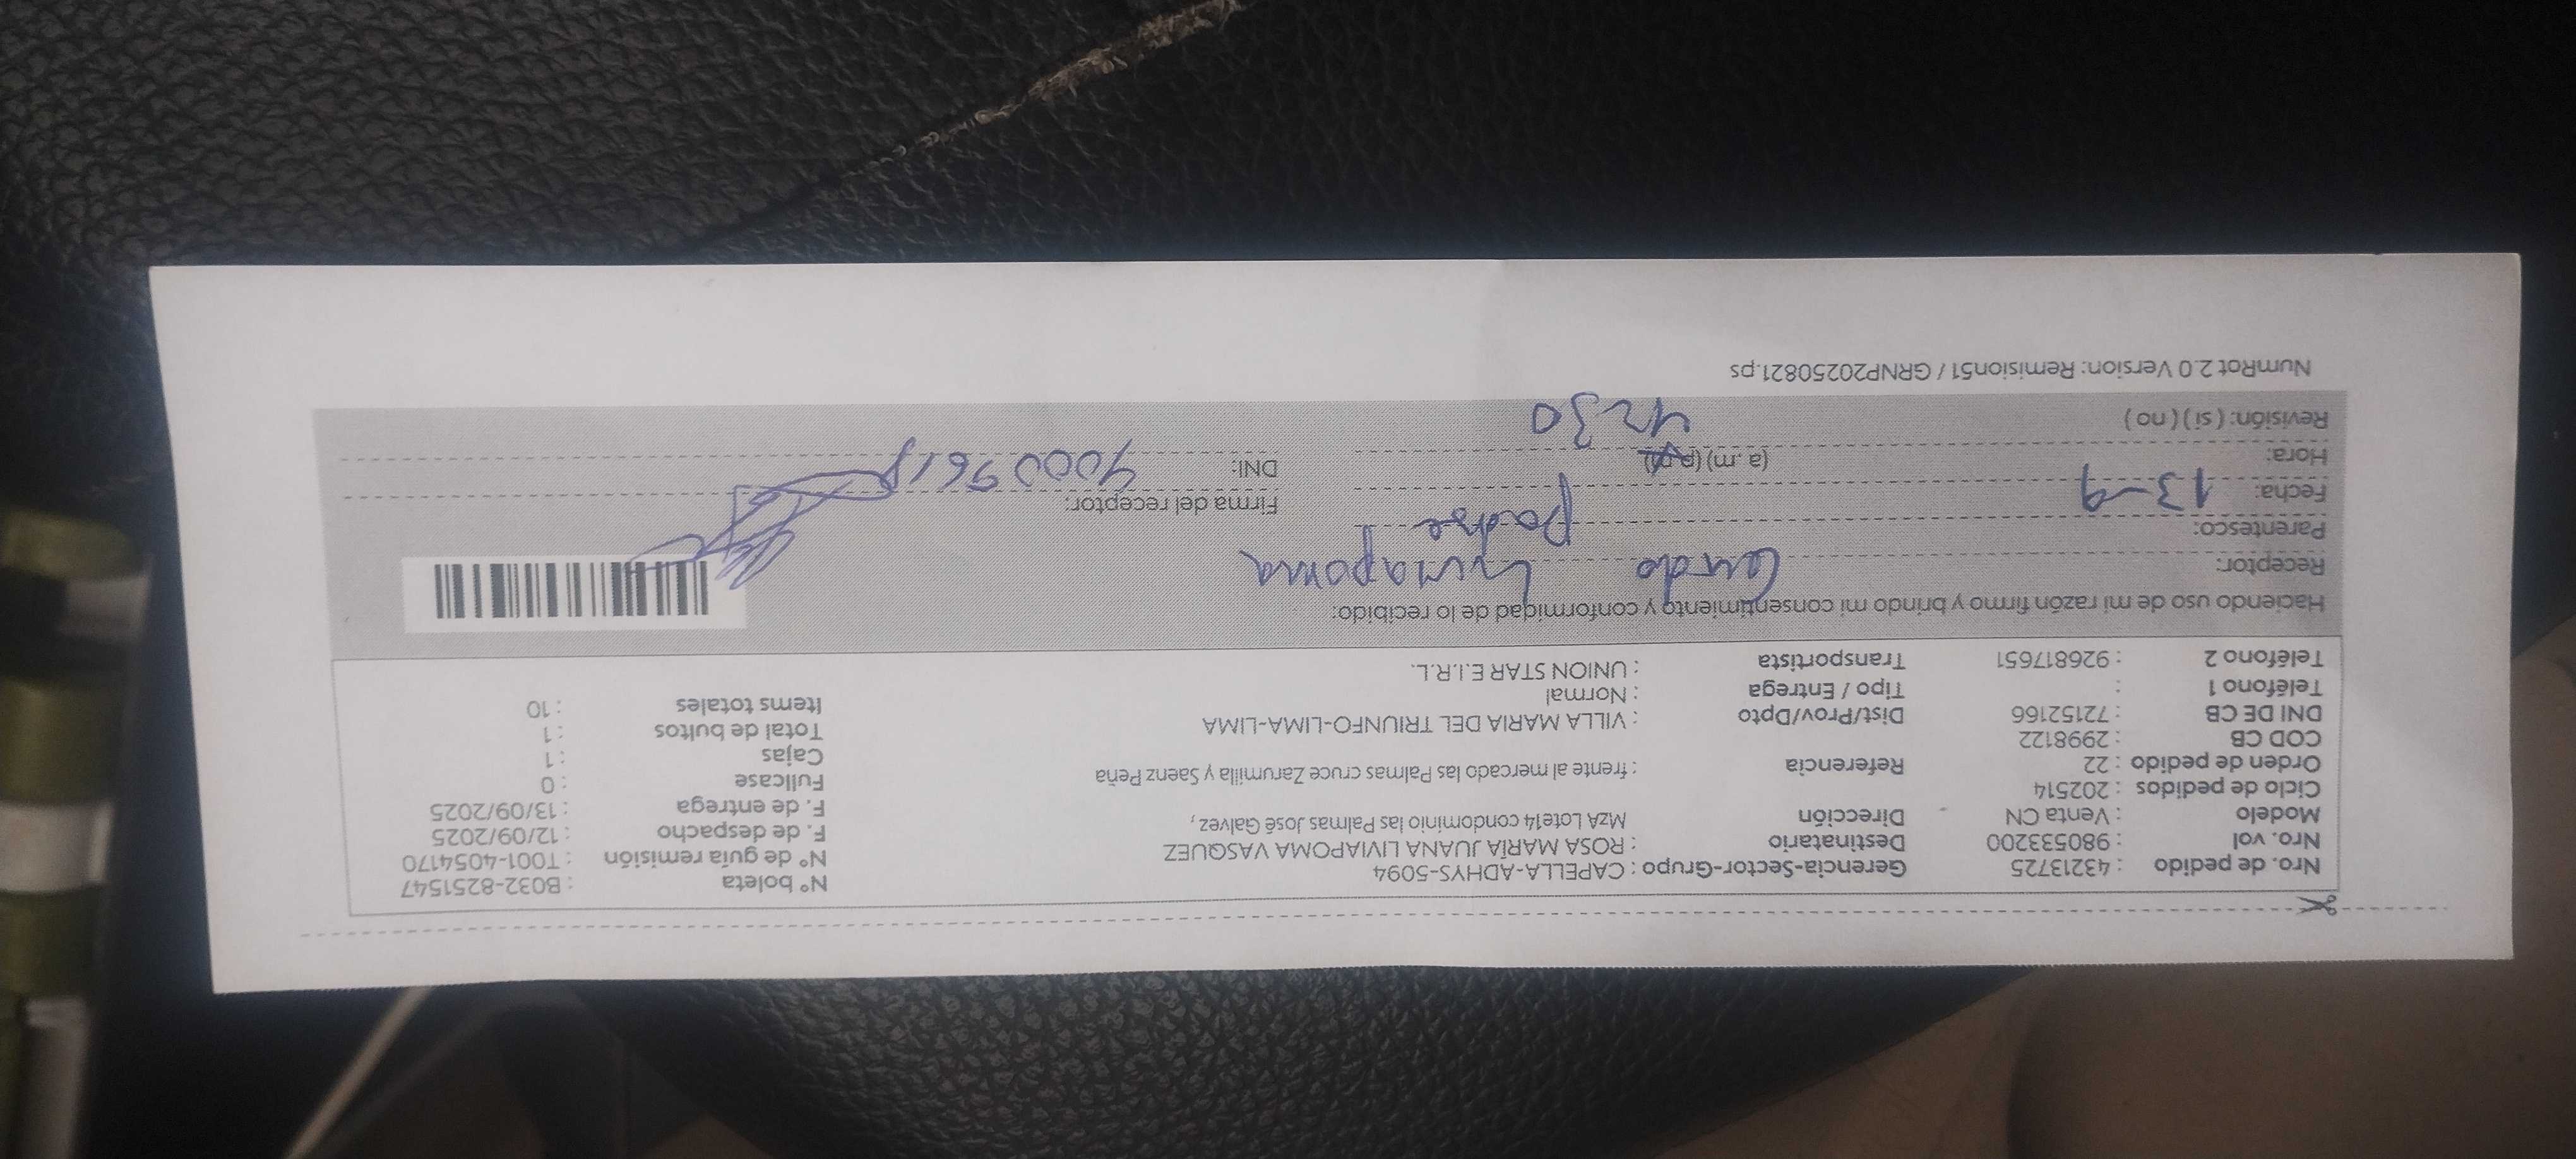 Nro. de pedido : 43213725 Gerencia-Sector-Grupo : CAPELLA-ADHYS-5094 N° boleta : B032-8251547
Nro. vol : 980533200 Destinatario : ROSA MARÍA JUANA LIVIAPOMA VASQUEZ N° de guía remisión : T001-4054170
Modelo : Venta CN Dirección MzA Lote14 condominio las Palmas José Galvez , F. de despacho : 12/09/2025
Ciclo de pedidos : 202514 F. de entrega : 13/09/2025
Orden de pedido : 22 Referencia : frente al mercado las Palmas cruce Zarumilla y Saenz Peña Fullcase : 0
COD CB : 2998122 Cajas : 1
DNI DE CB : 72152166 Dist/Prov/Dpto : VILLA MARIA DEL TRIUNFO-LIMA-LIMA Total de bultos : 1
Teléfono 1 : Tipo / Entrega : Normal Items totales : 10
Teléfono 2 : 926817651 Transportista : UNION STAR E.I.R.L.
Haciendo uso de mi razón firmo y brindo mi consentimiento y conformidad de lo recibido:
Receptor: Liviapoma
Parentesco: Padre
Fecha: 13-9 Firma del receptor:
Hora: (a.m) (p.m) DNI:
Revisión: ( si ) ( no ) 12 30
NumRot 2.0 Version: Remision51 / GRNP20250821.ps